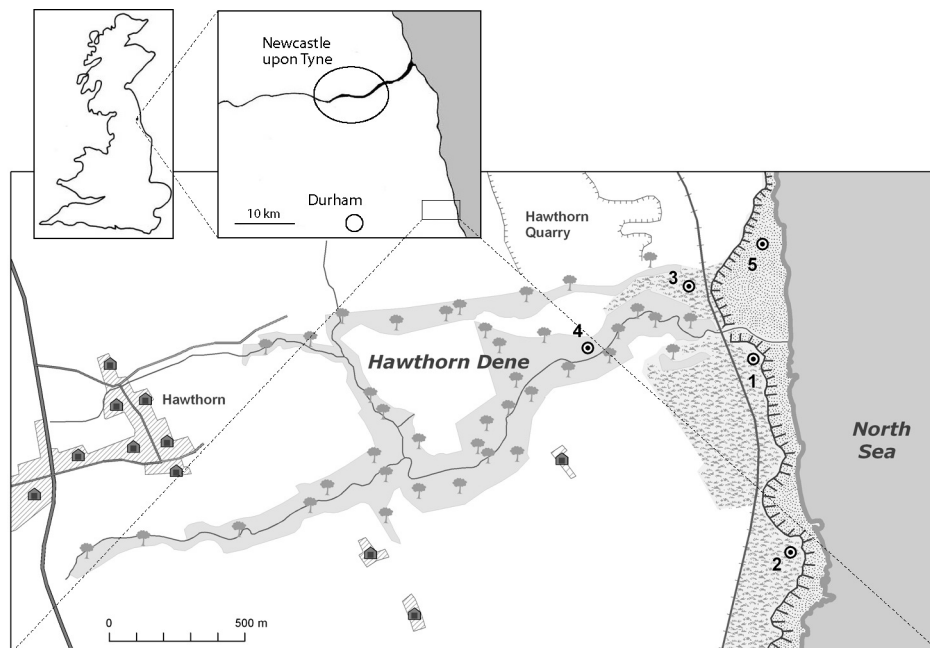 Newcastle
upon Tyne
Durham
10 km
Hawthorn
Quarry
3
5
4
1
Hawthorn Dene
Hawthorn
North
Sea
2
0
500 m